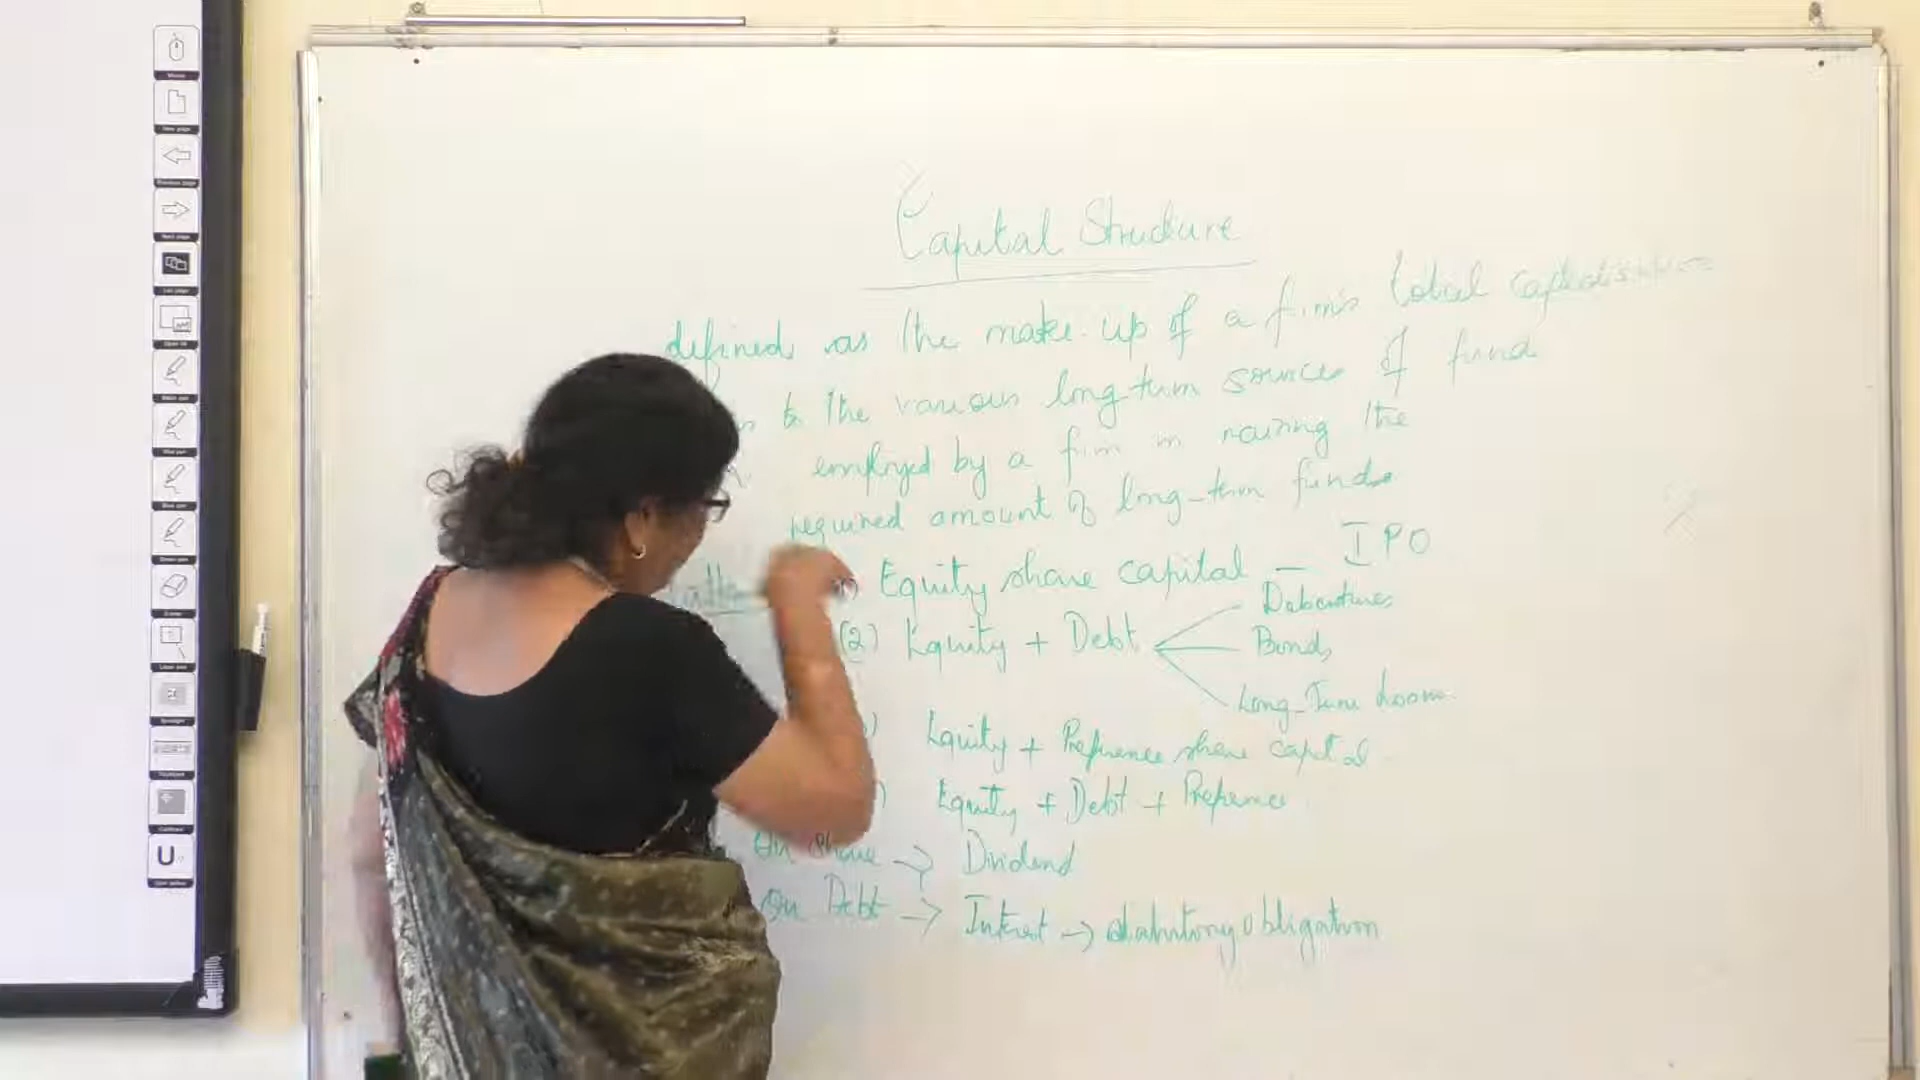 Capital Structure
defined as the make-up of a firm's total
to the various long-term sources of fund
employed by a firm in raising the
required amount of long-term funds
Equity share capital — IPO
(2) Equity + Debt
Debentures
Bonds
Long-Term Loans
Equity + Preference share capital
Equity + Debt + Preference
On Share → Dividend
On Debt → Interest → statutory obligation